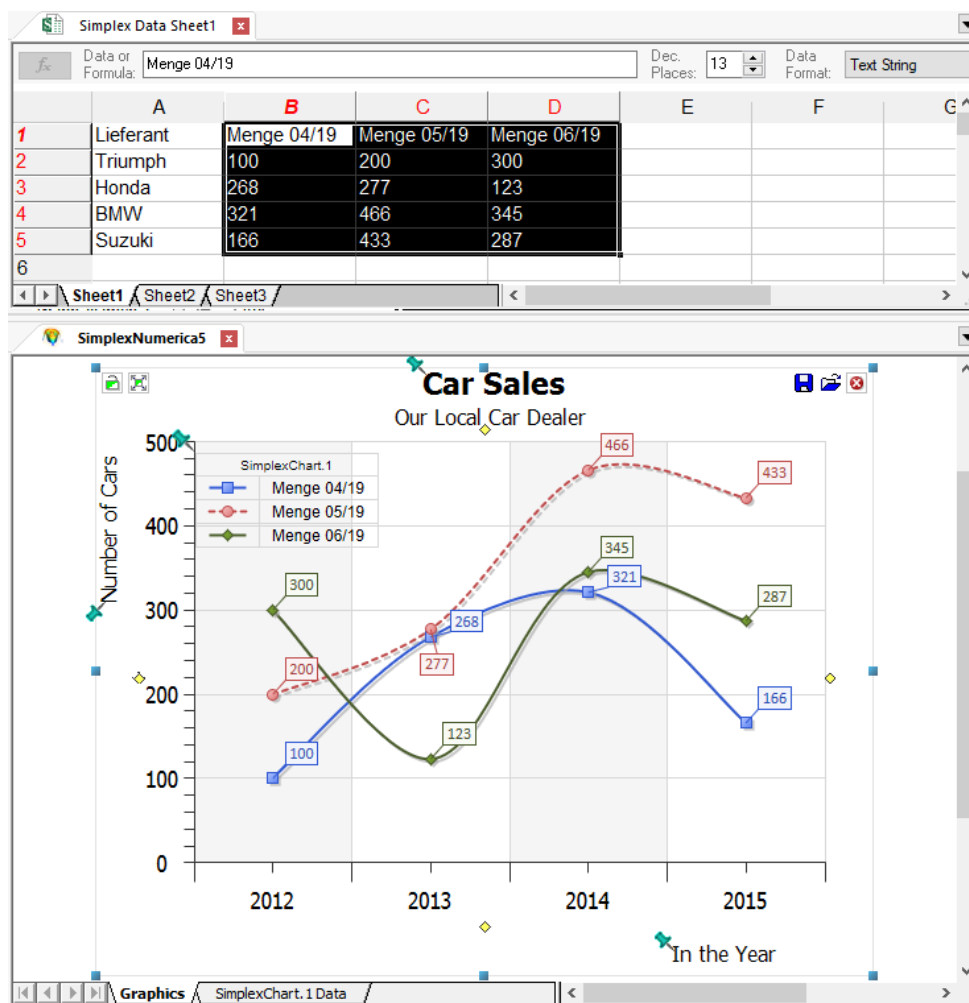 Simplex Data Sheet1
Data or Formula: Menge 04/19 Dec. Places: 13 Data Format: Text String
A B C D E F G
1 Lieferant Menge 04/19 Menge 05/19 Menge 06/19
2 Triumph 100 200 300
3 Honda 268 277 123
4 BMW 321 466 345
5 Suzuki 166 433 287
6
Sheet1 Sheet2 Sheet3
SimplexNumerica5
Car Sales
Our Local Car Dealer
Number of Cars
500
400
300
200
100
0
SimplexChart.1
Menge 04/19
Menge 05/19
Menge 06/19
466
433
345
321
300
287
268
277
200
166
123
100
2012 2013 2014 2015
In the Year
Graphics SimplexChart.1 Data